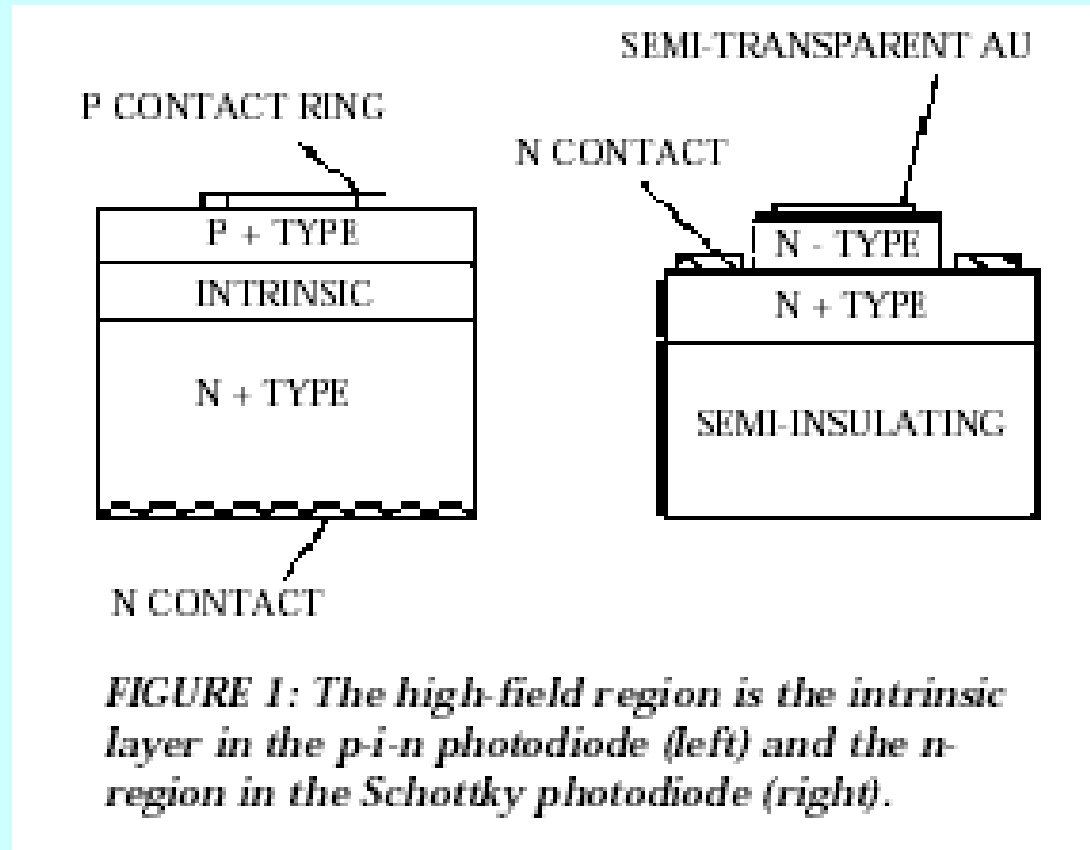 SEMI-TRANSPARENT AU
P CONTACT RING
N CONTACT
P + TYPE
N - TYPE
INTRINSIC
N + TYPE
N + TYPE
SEMI-INSULATING
N CONTACT
FIGURE 1: The high-field region is the intrinsic
layer in the p-i-n photodiode (left) and the n-
region in the Schottky photodiode (right).